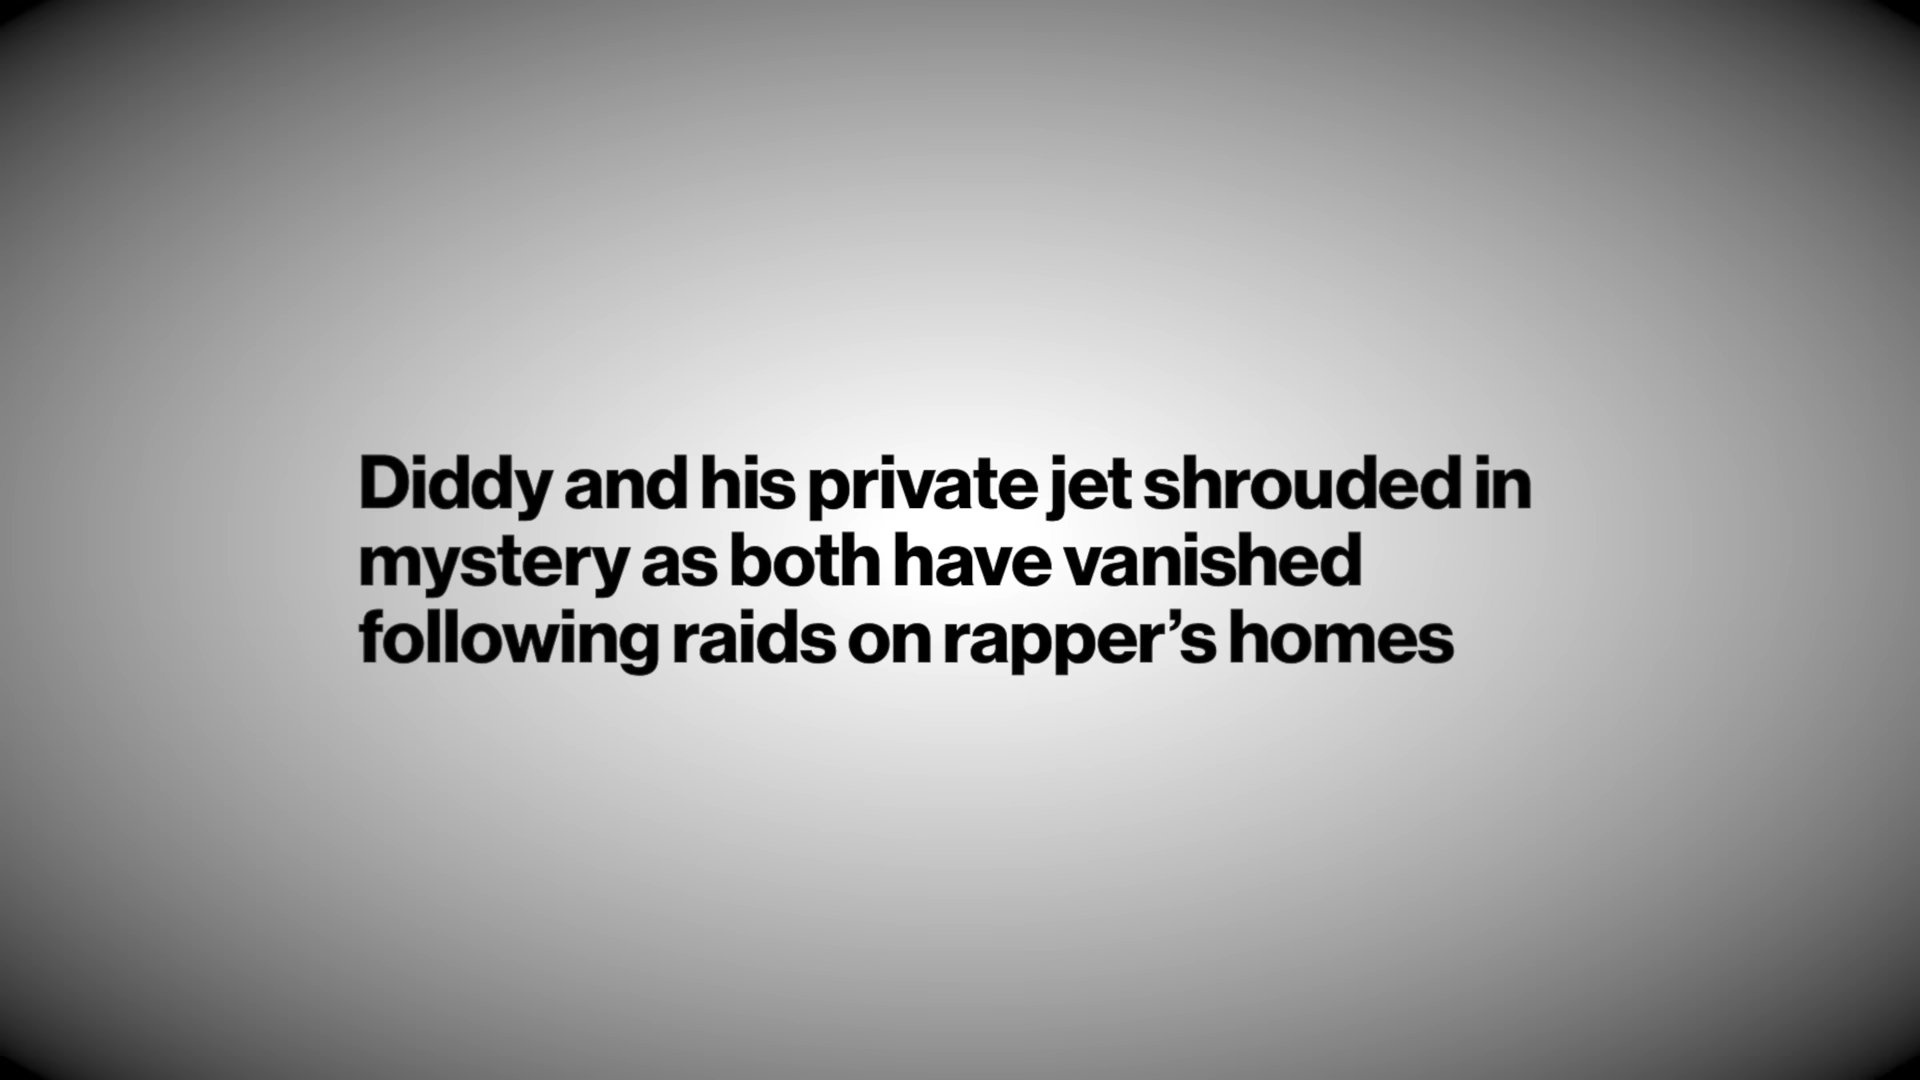 Diddy and his private jet shrouded in
mystery as both have vanished
following raids on rapper’s homes